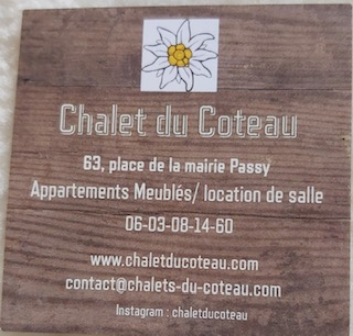 Chalet du Coteau
63, place de la mairie Passy
Appartements Meublés/ location de salle
06-03-08-14-60
www.chaletducoteau.com
contact@chalets-du-coteau.com
Instagram : chaletducoteau